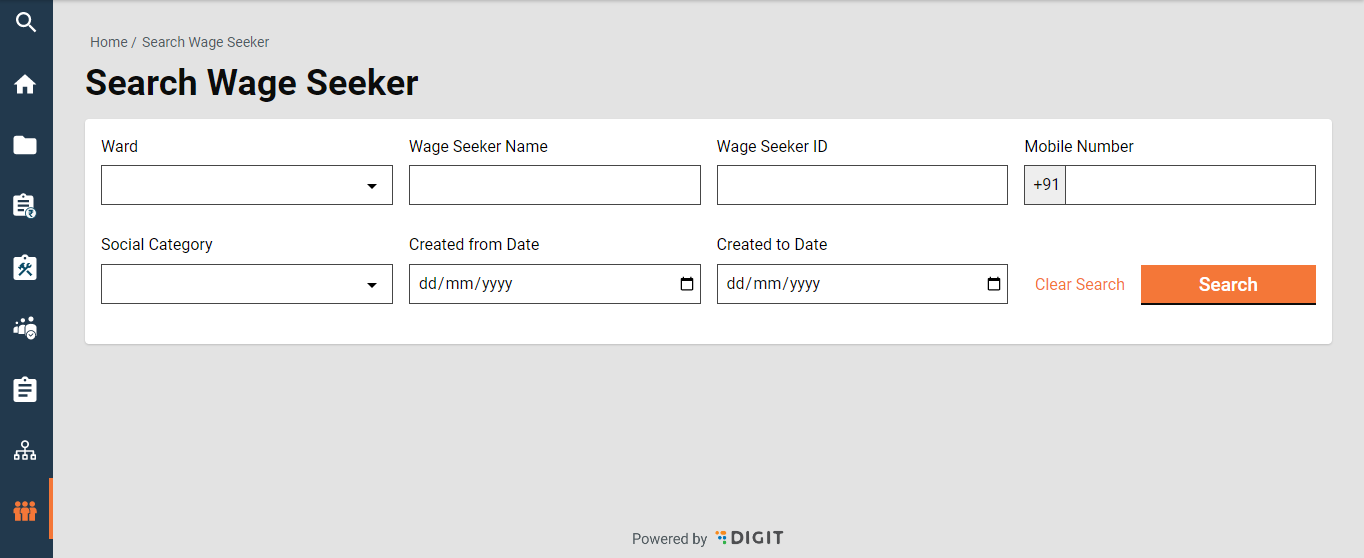 Home / Search Wage Seeker
Search Wage Seeker
Ward Wage Seeker Name Wage Seeker ID Mobile Number
+91
Social Category Created from Date Created to Date
dd/mm/yyyy dd/mm/yyyy Clear Search Search
Powered by DIGIT